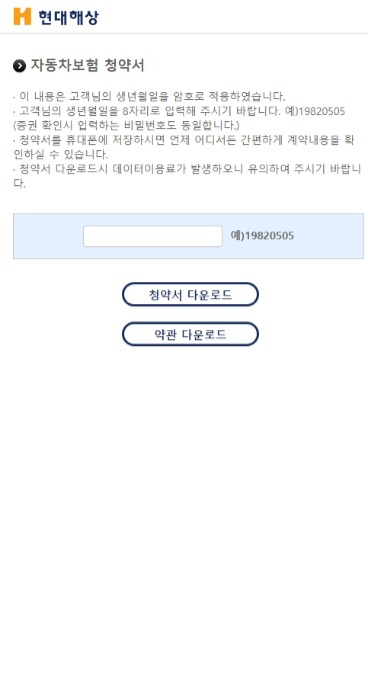 현대해상
자동차보험 청약서
· 이 내용은 고객님의 생년월일을 암호로 적용하였습니다.
· 고객님의 생년월일을 8자리로 입력해 주시기 바랍니다. 예)19820505
(증권 확인시 입력하는 비밀번호도 동일합니다.)
· 청약서를 휴대폰에 저장하시면 언제 어디서든 간편하게 계약내용을 확
인하실 수 있습니다.
· 청약서 다운로드시 데이터이용료가 발생하오니 유의하여 주시기 바랍니
다.
예)19820505
청약서 다운로드
약관 다운로드